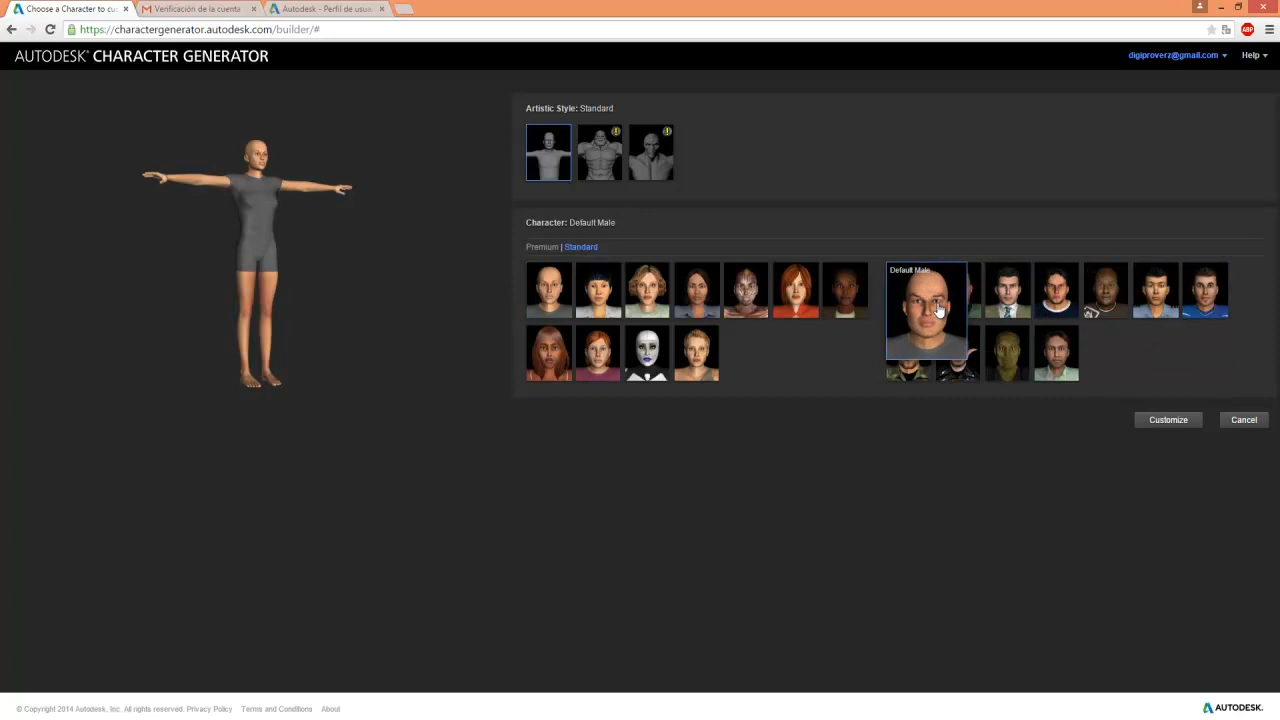 Choose a Character to cu:
Verificación de la cuenta
Autodesk - Perfil de usua
https://charactergenerator.autodesk.com/builder/#
ABP
AUTODESK® CHARACTER GENERATOR
digiproverz@gmail.com
Help
Artistic Style: Standard
Character: Default Male
Premium | Standard
Default Male
Customize
Cancel
© Copyright 2014 Autodesk, Inc. All rights reserved. Privacy Policy Terms and Conditions About
AUTODESK.